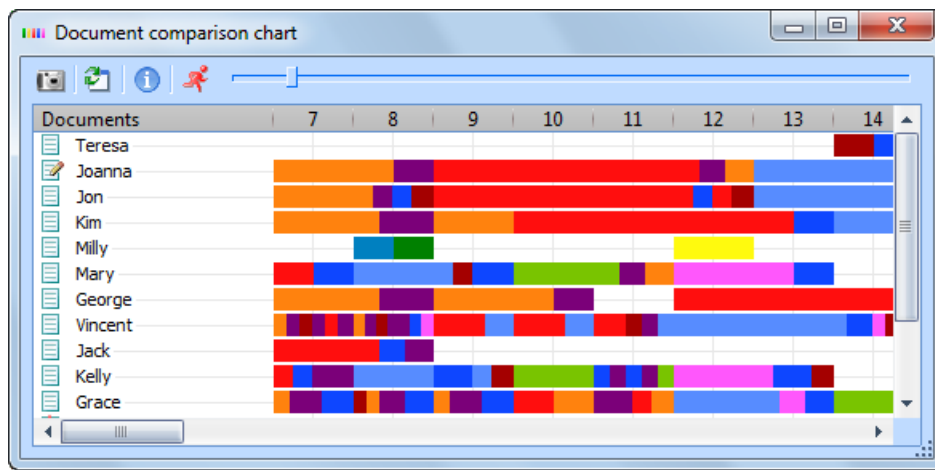 Document comparison chart
Documents 7 8 9 10 11 12 13 14
Teresa
Joanna
Jon
Kim
Milly
Mary
George
Vincent
Jack
Kelly
Grace